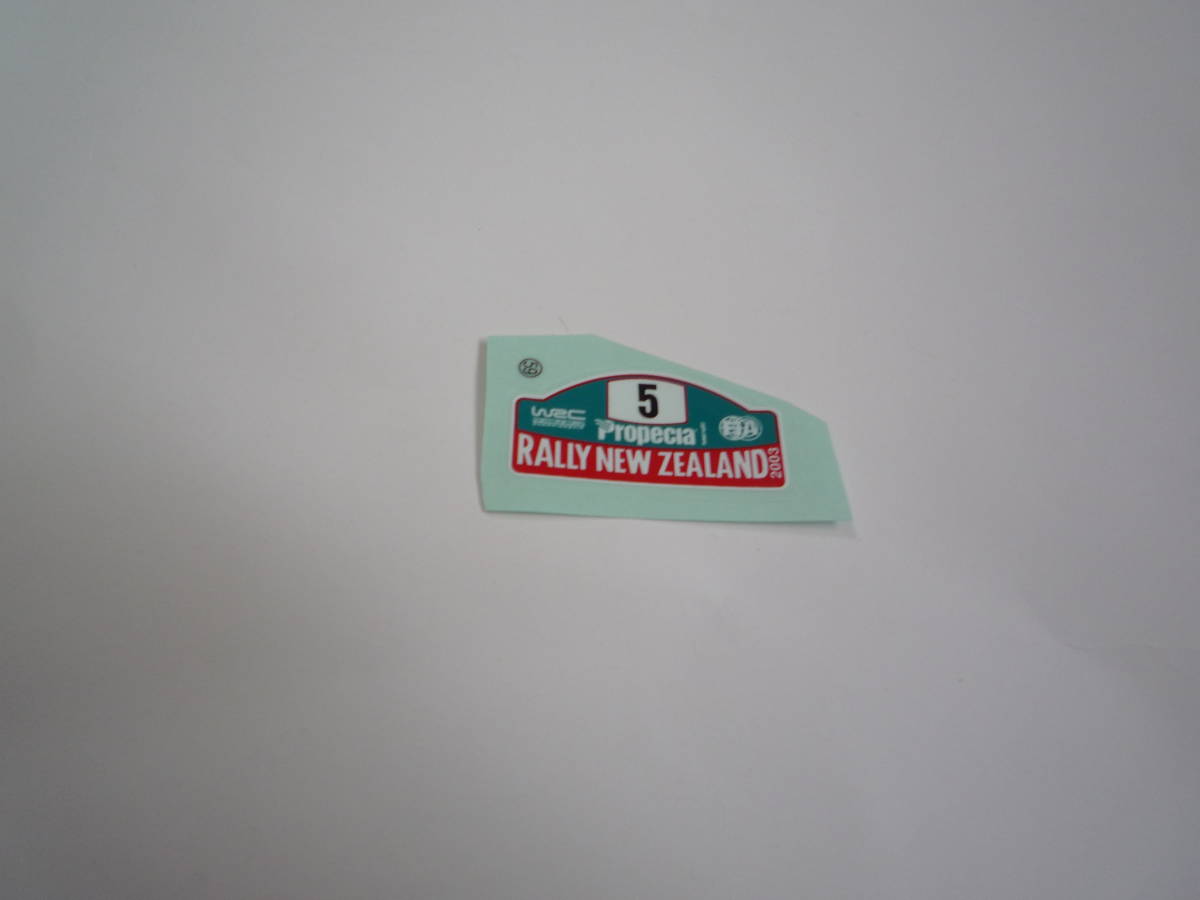 5
WRC
Propecia
FIA
RALLY NEW ZEALAND 2003